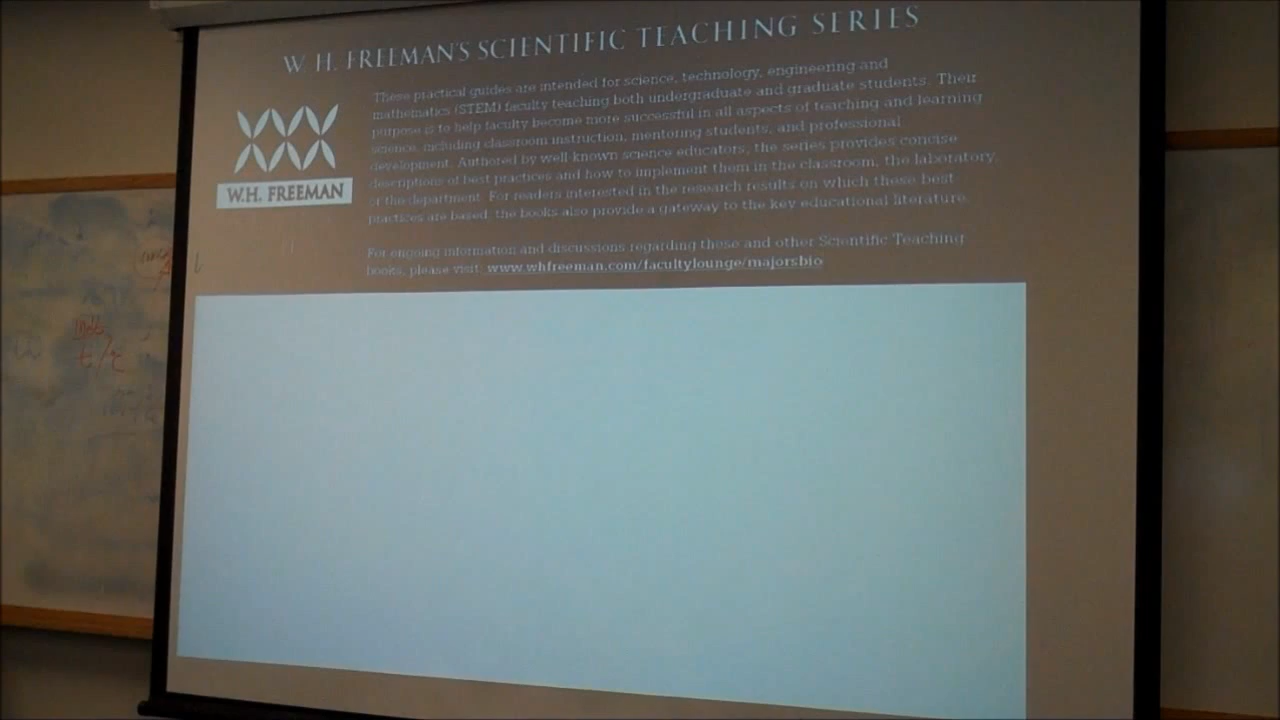 W. H. FREEMAN'S SCIENTIFIC TEACHING SERIES
These practical guides are intended for science, technology, engineering and
mathematics (STEM) faculty teaching both undergraduate and graduate students. Their
purpose is to help faculty become more successful in all aspects of teaching and learning
science, including classroom instruction, mentoring students, and professional
development. Authored by well-known science educators, the series provides concise
descriptions of best practices and how to implement them in the classroom, the laboratory,
or the department. For readers interested in the research results on which these best
practices are based, the books also provide a gateway to the key educational literature.
W.H. FREEMAN
For ongoing information and discussions regarding these and other Scientific Teaching
books, please visit: www.whfreeman.com/facultylounge/majorsbio